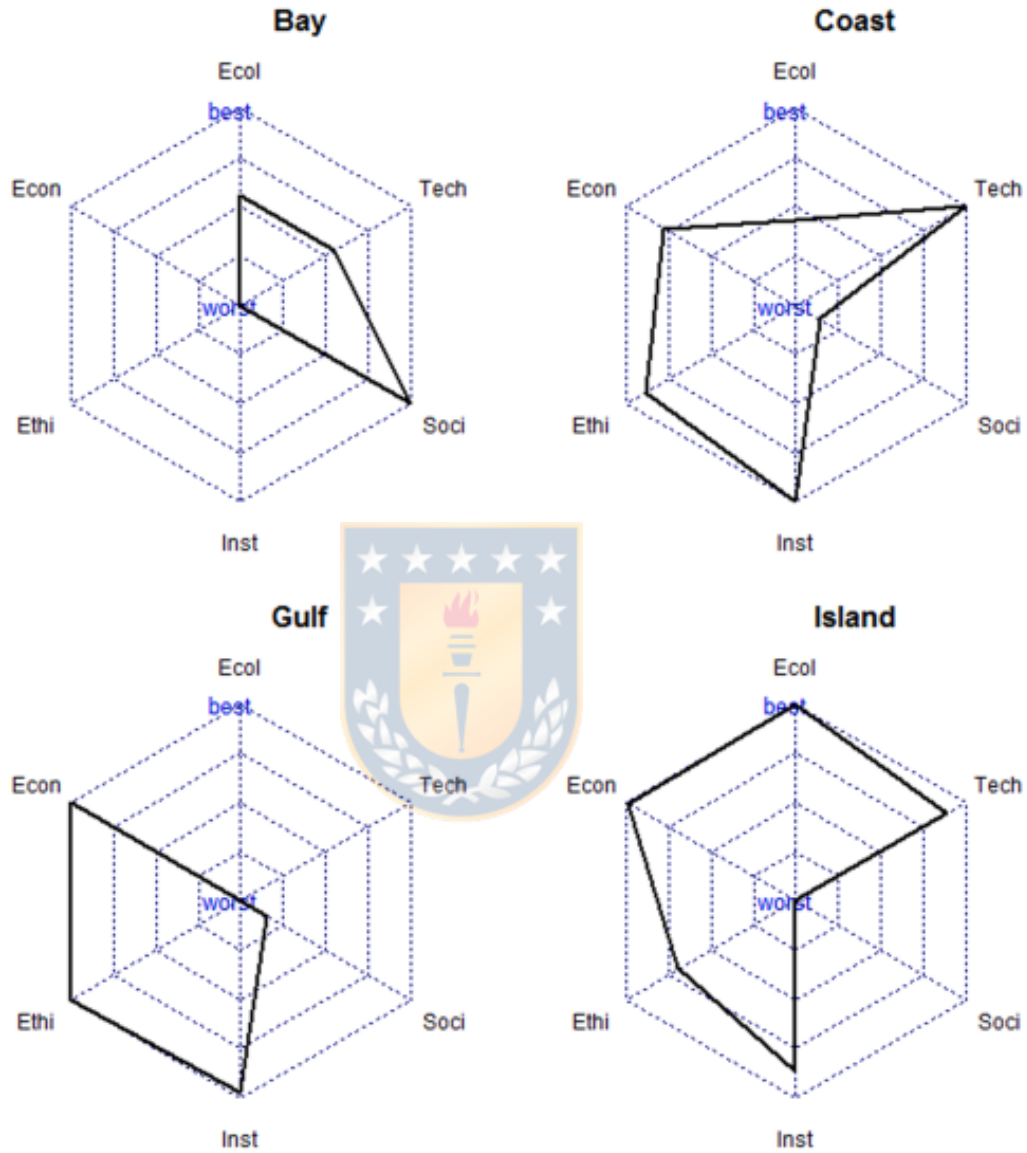 Bay
Ecol
best
Econ
Tech
worst
Ethi
Soci
Inst
Coast
Ecol
best
Econ
Tech
worst
Ethi
Soci
Inst
Gulf
Ecol
best
Econ
Tech
worst
Ethi
Soci
Inst
Island
Ecol
best
Econ
Tech
worst
Ethi
Soci
Inst